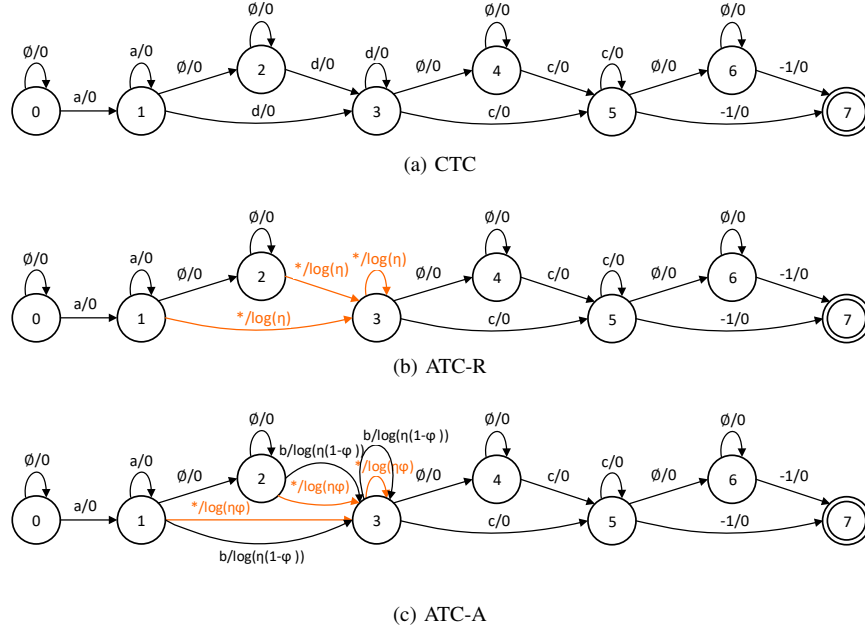 Ø/0 a/0 Ø/0 Ø/0 Ø/0
d/0
a/0 Ø/0 d/0 Ø/0 c/0 c/0 Ø/0 -1/0
0 1 2 3 4 5 6 7
d/0 c/0 -1/0
(a) CTC
Ø/0 a/0 Ø/0 Ø/0 Ø/0
*/log(η) */log(η)
a/0 Ø/0 Ø/0 c/0 c/0 Ø/0 -1/0
0 1 2 3 4 5 6 7
*/log(η) c/0 -1/0
(b) ATC-R
Ø/0 a/0 Ø/0 b/log(η(1-φ )) b/log(η(1-φ )) Ø/0 Ø/0
a/0 Ø/0 */log(ηφ) */log(ηφ) Ø/0 c/0 c/0 Ø/0 -1/0
0 1 2 3 4 5 6 7
*/log(ηφ) c/0 -1/0
b/log(η(1-φ ))
(c) ATC-A